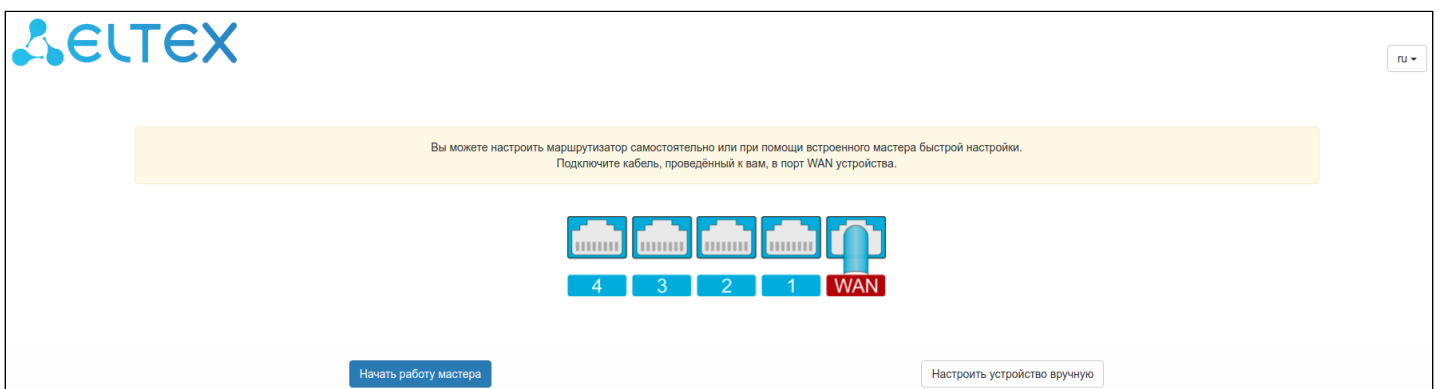 ELTEX
ru
Вы можете настроить маршрутизатор самостоятельно или при помощи встроенного мастера быстрой настройки.
Подключите кабель, проведённый к вам, в порт WAN устройства.
4 3 2 1 WAN
Начать работу мастера Настроить устройство вручную